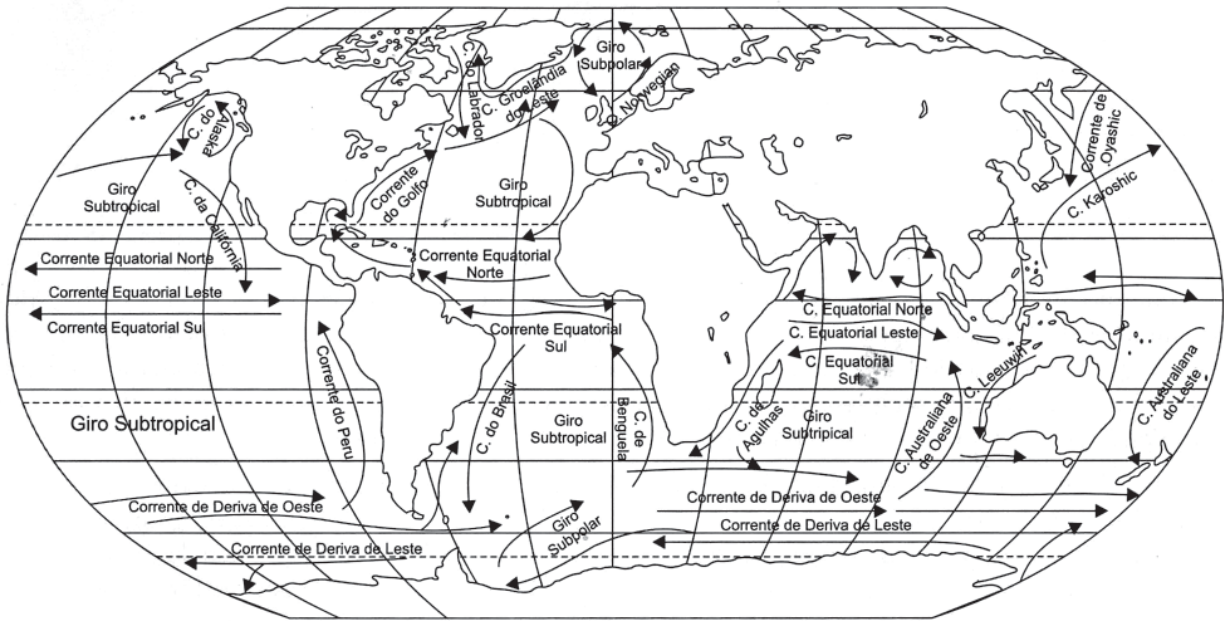 Giro
Subpolar
C. do Labrador
C. Groelândia
do Leste
C. Norwegian
C. do
Alaska
Corrente de
Oyashic
Giro
Subtropical
C. da Califórnia
Corrente
do Golfo
Giro
Subtropical
C. Karoshic
Corrente Equatorial Norte
Corrente Equatorial
Norte
Corrente Equatorial Leste
Corrente Equatorial Su
Corrente Equatorial
Sul
C. Equatorial Norte
C. Equatorial Leste
C. Equatorial
Sul
C. Leeuwin
Corrente do Peru
C. do Brasil
Giro
Subtropical
C. de
Benguela
C. de
Agulhas
Giro
Subtripical
C. Australiana
de Oeste
C. Australiana
do Leste
Giro Subtropical
Corrente de Deriva de Oeste
Corrente de Deriva de Oeste
Giro
Subpolar
Corrente de Deriva de Leste
Corrente de Deriva de Leste